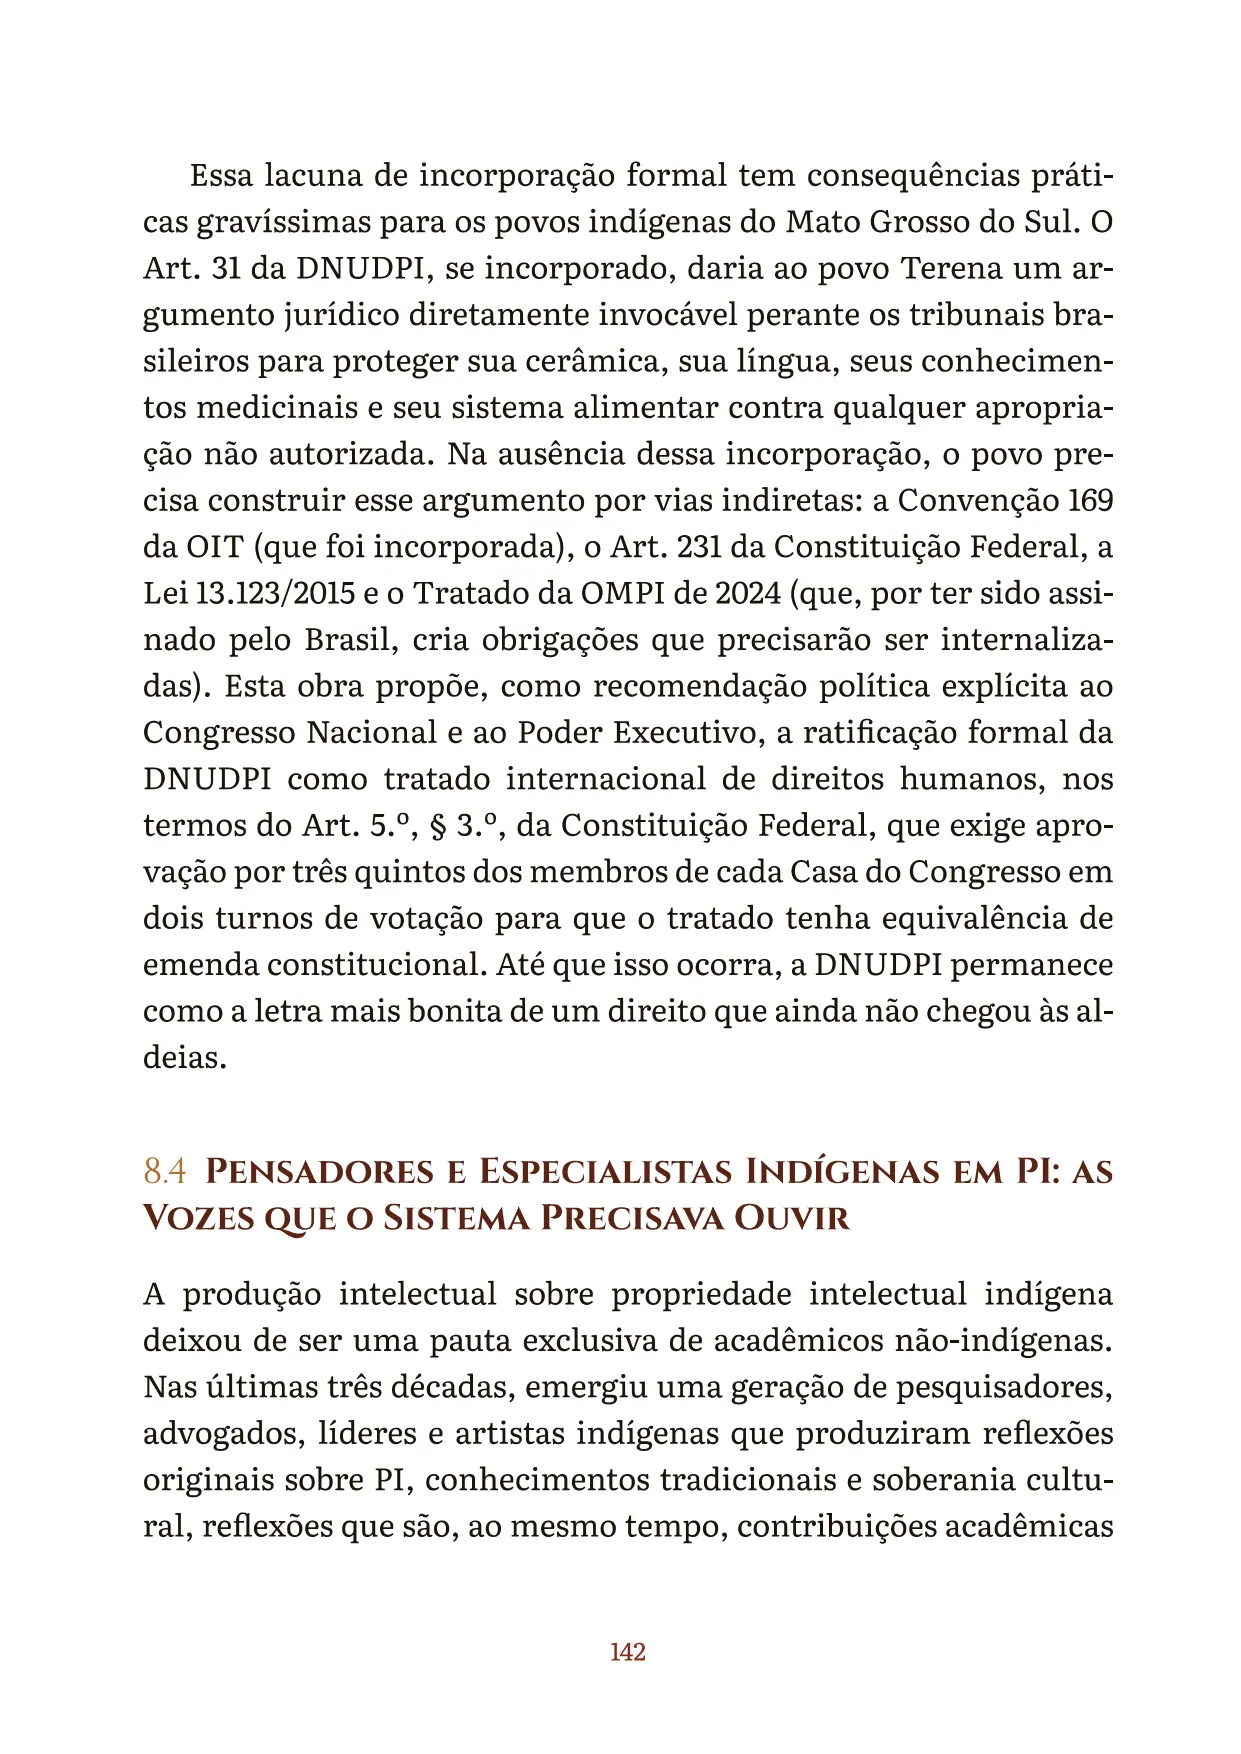 Essa lacuna de incorporação formal tem consequências práti-
cas gravíssimas para os povos indígenas do Mato Grosso do Sul. O
Art. 31 da DNUDPI, se incorporado, daria ao povo Terena um ar-
gumento jurídico diretamente invocável perante os tribunais bra-
sileiros para proteger sua cerâmica, sua língua, seus conhecimen-
tos medicinais e seu sistema alimentar contra qualquer apropria-
ção não autorizada. Na ausência dessa incorporação, o povo pre-
cisa construir esse argumento por vias indiretas: a Convenção 169
da OIT (que foi incorporada), o Art. 231 da Constituição Federal, a
Lei 13.123/2015 e o Tratado da OMPI de 2024 (que, por ter sido assi-
nado pelo Brasil, cria obrigações que precisarão ser internaliza-
das). Esta obra propõe, como recomendação política explícita ao
Congresso Nacional e ao Poder Executivo, a ratificação formal da
DNUDPI como tratado internacional de direitos humanos, nos
termos do Art. 5.º, § 3.º, da Constituição Federal, que exige apro-
vação por três quintos dos membros de cada Casa do Congresso em
dois turnos de votação para que o tratado tenha equivalência de
emenda constitucional. Até que isso ocorra, a DNUDPI permanece
como a letra mais bonita de um direito que ainda não chegou às al-
deias.
8.4 Pensadores e Especialistas Indígenas em PI: as
Vozes que o Sistema Precisava Ouvir
A produção intelectual sobre propriedade intelectual indígena
deixou de ser uma pauta exclusiva de acadêmicos não-indígenas.
Nas últimas três décadas, emergiu uma geração de pesquisadores,
advogados, líderes e artistas indígenas que produziram reflexões
originais sobre PI, conhecimentos tradicionais e soberania cultu-
ral, reflexões que são, ao mesmo tempo, contribuições acadêmicas
142